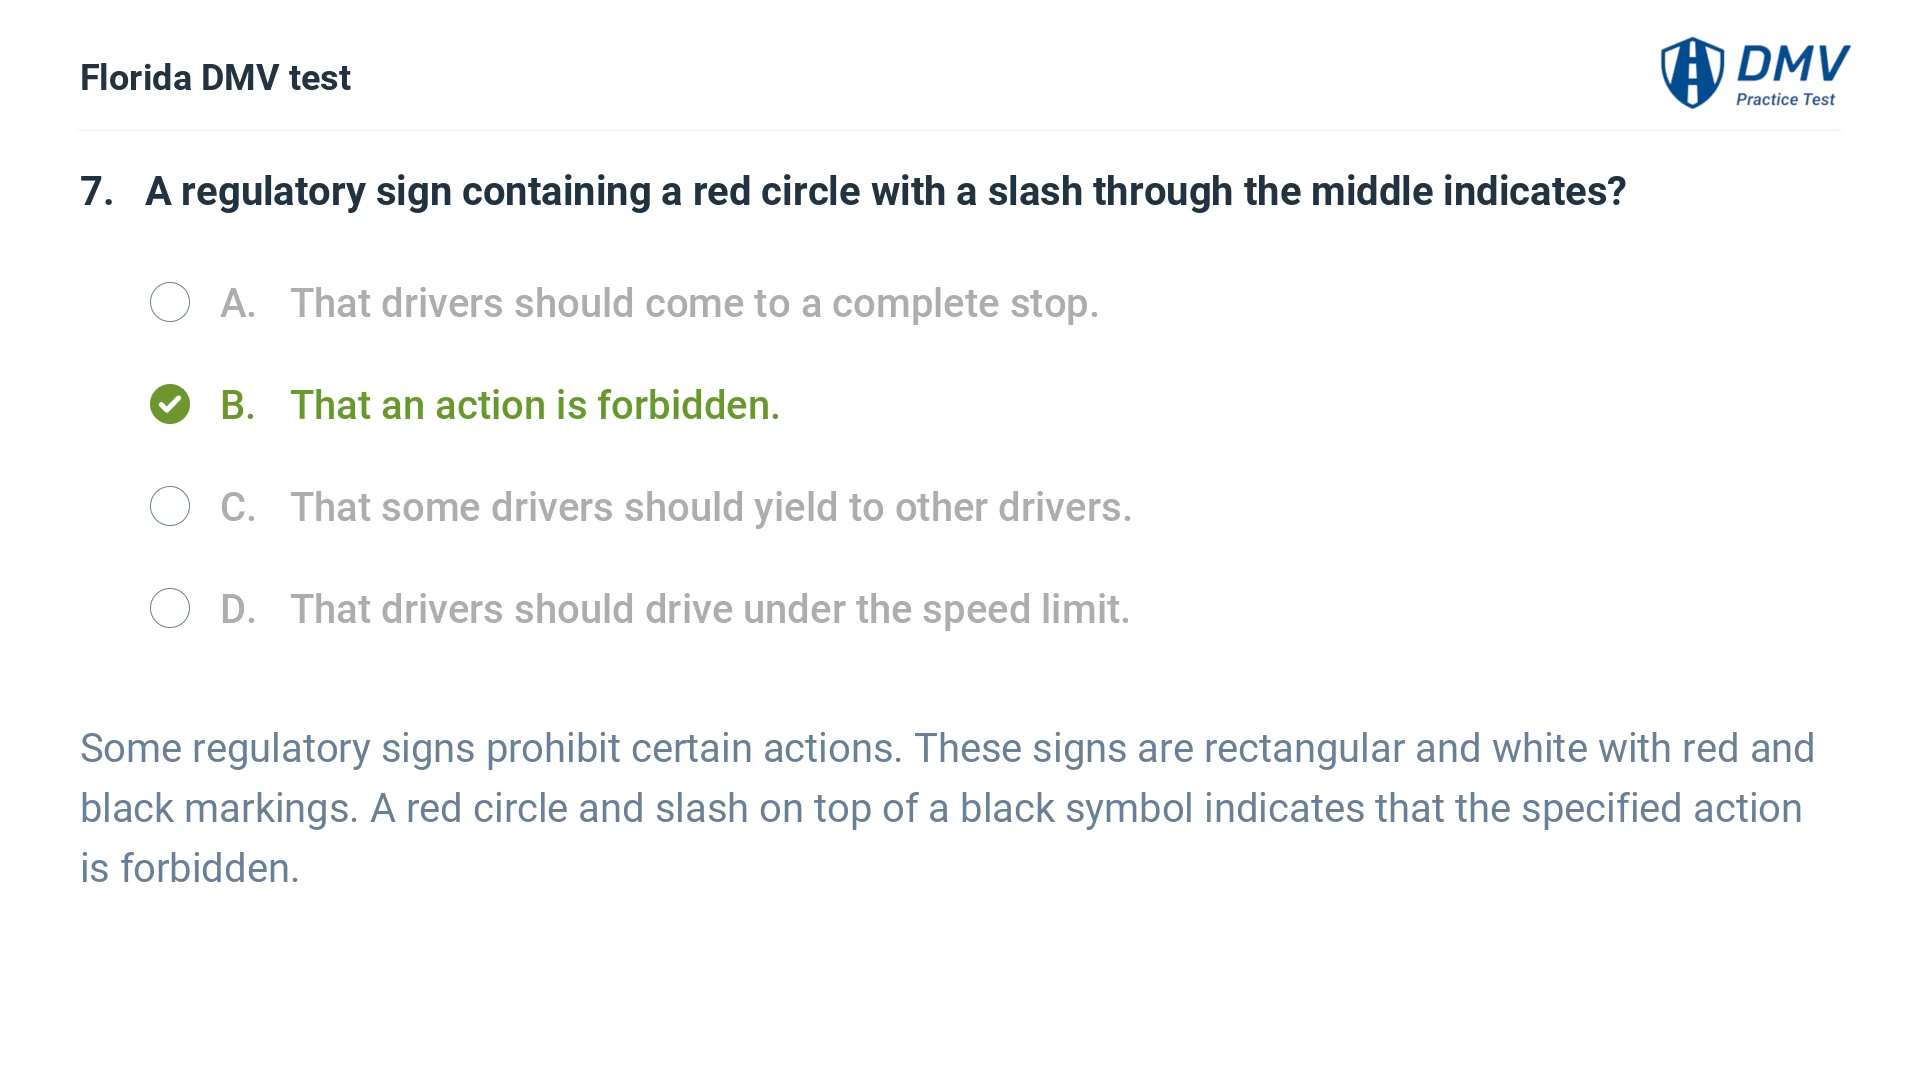 Florida DMV test
DMV
Practice Test
7. A regulatory sign containing a red circle with a slash through the middle indicates?
A. That drivers should come to a complete stop.
B. That an action is forbidden.
C. That some drivers should yield to other drivers.
D. That drivers should drive under the speed limit.
Some regulatory signs prohibit certain actions. These signs are rectangular and white with red and
black markings. A red circle and slash on top of a black symbol indicates that the specified action
is forbidden.